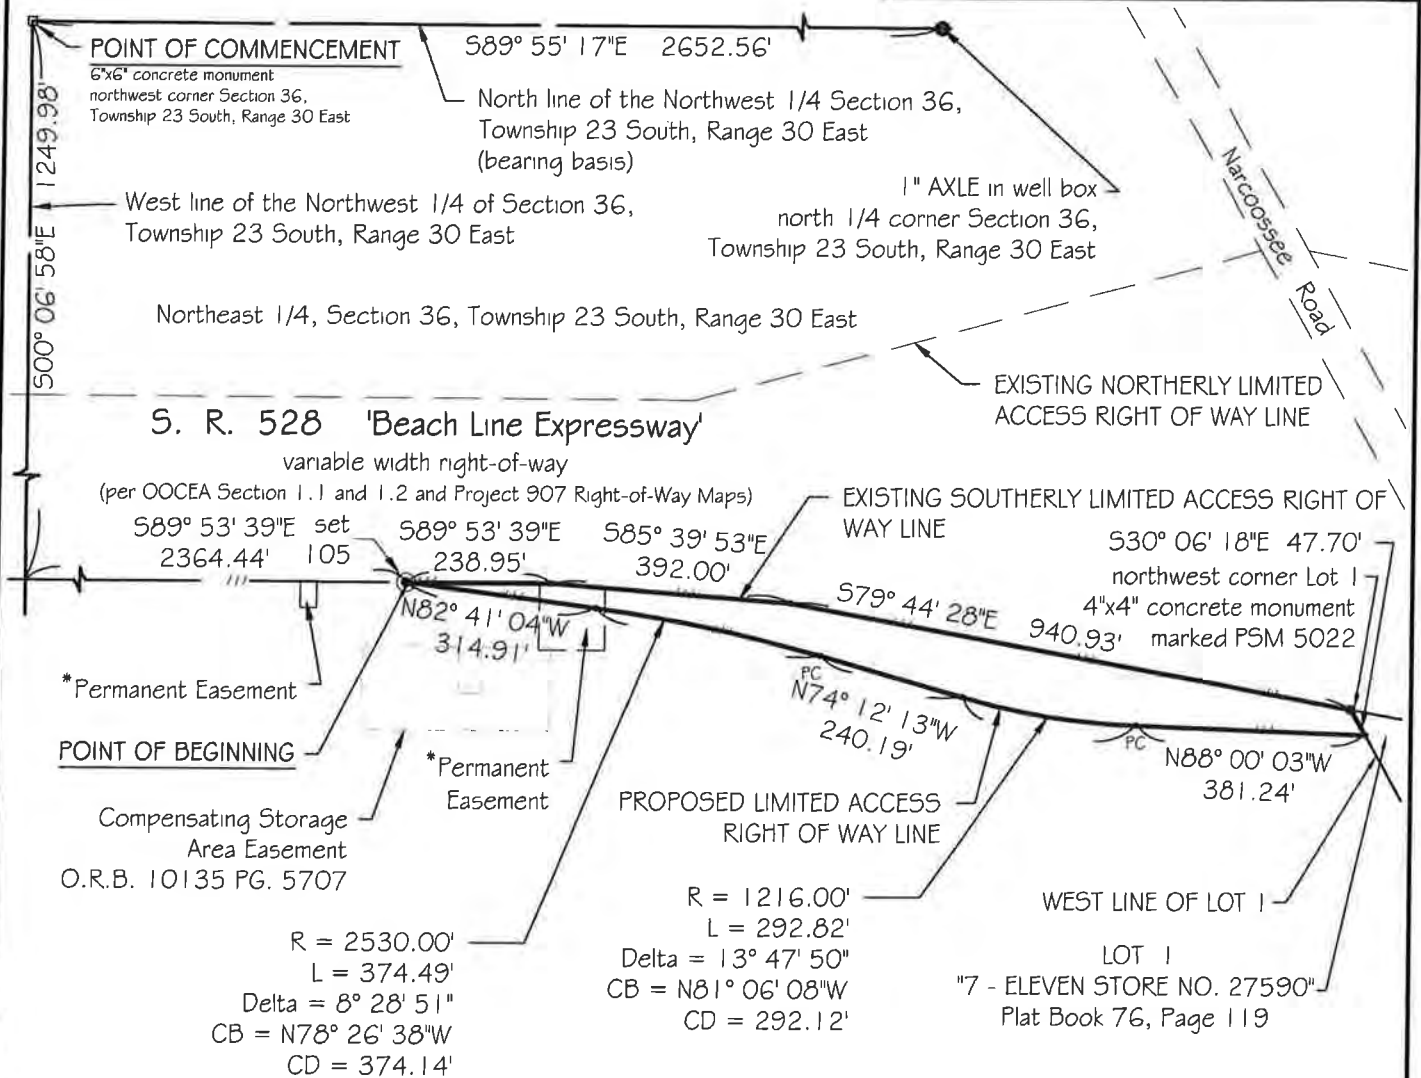 POINT OF COMMENCEMENT
6"x6" concrete monument
northwest corner Section 36,
Township 23 South, Range 30 East
S89° 55' 17"E 2652.56'
North line of the Northwest 1/4 Section 36,
Township 23 South, Range 30 East
(bearing basis)
S00° 06' 58"E 1249.98'
West line of the Northwest 1/4 of Section 36,
Township 23 South, Range 30 East
1" AXLE in well box
north 1/4 corner Section 36,
Township 23 South, Range 30 East
Narcoossee Road
Northeast 1/4, Section 36, Township 23 South, Range 30 East
EXISTING NORTHERLY LIMITED
ACCESS RIGHT OF WAY LINE
S. R. 528 'Beach Line Expressway'
variable width right-of-way
(per OOCEA Section 1.1 and 1.2 and Project 907 Right-of-Way Maps)
EXISTING SOUTHERLY LIMITED ACCESS RIGHT OF
WAY LINE
S89° 53' 39"E
2364.44'
set
105
S89° 53' 39"E
238.95'
S85° 39' 53"E
392.00'
S79° 44' 28"E
940.93'
S30° 06' 18"E 47.70'
northwest corner Lot 1
4"x4" concrete monument
marked PSM 5022
N82° 41' 04"W
314.91'
*Permanent Easement
PC
N74° 12' 13"W
240.19'
PC
N88° 00' 03"W
381.24'
POINT OF BEGINNING
*Permanent
Easement
PROPOSED LIMITED ACCESS
RIGHT OF WAY LINE
Compensating Storage
Area Easement
O.R.B. 10135 PG. 5707
R = 2530.00'
L = 374.49'
Delta = 8° 28' 51"
CB = N78° 26' 38"W
CD = 374.14'
R = 1216.00'
L = 292.82'
Delta = 13° 47' 50"
CB = N81° 06' 08"W
CD = 292.12'
WEST LINE OF LOT 1
LOT 1
"7 - ELEVEN STORE NO. 27590"
Plat Book 76, Page 119